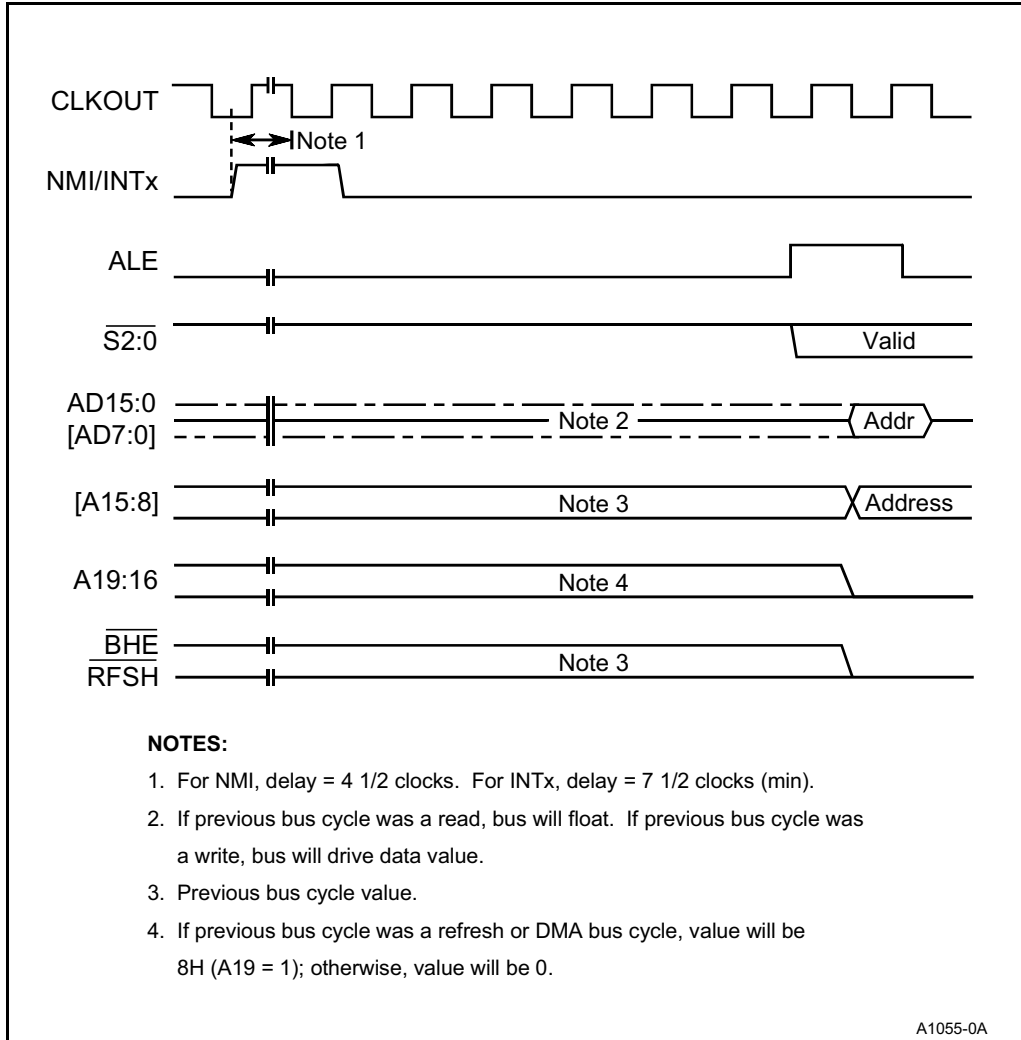 CLKOUT
Note 1
NMI/INTx
ALE
S2:0
Valid
AD15:0
[AD7:0]
Note 2
Addr
[A15:8]
Note 3
Address
A19:16
Note 4
BHE
RFSH
Note 3
NOTES:
1. For NMI, delay = 4 1/2 clocks. For INTx, delay = 7 1/2 clocks (min).
2. If previous bus cycle was a read, bus will float. If previous bus cycle was
a write, bus will drive data value.
3. Previous bus cycle value.
4. If previous bus cycle was a refresh or DMA bus cycle, value will be
8H (A19 = 1); otherwise, value will be 0.
A1055-0A